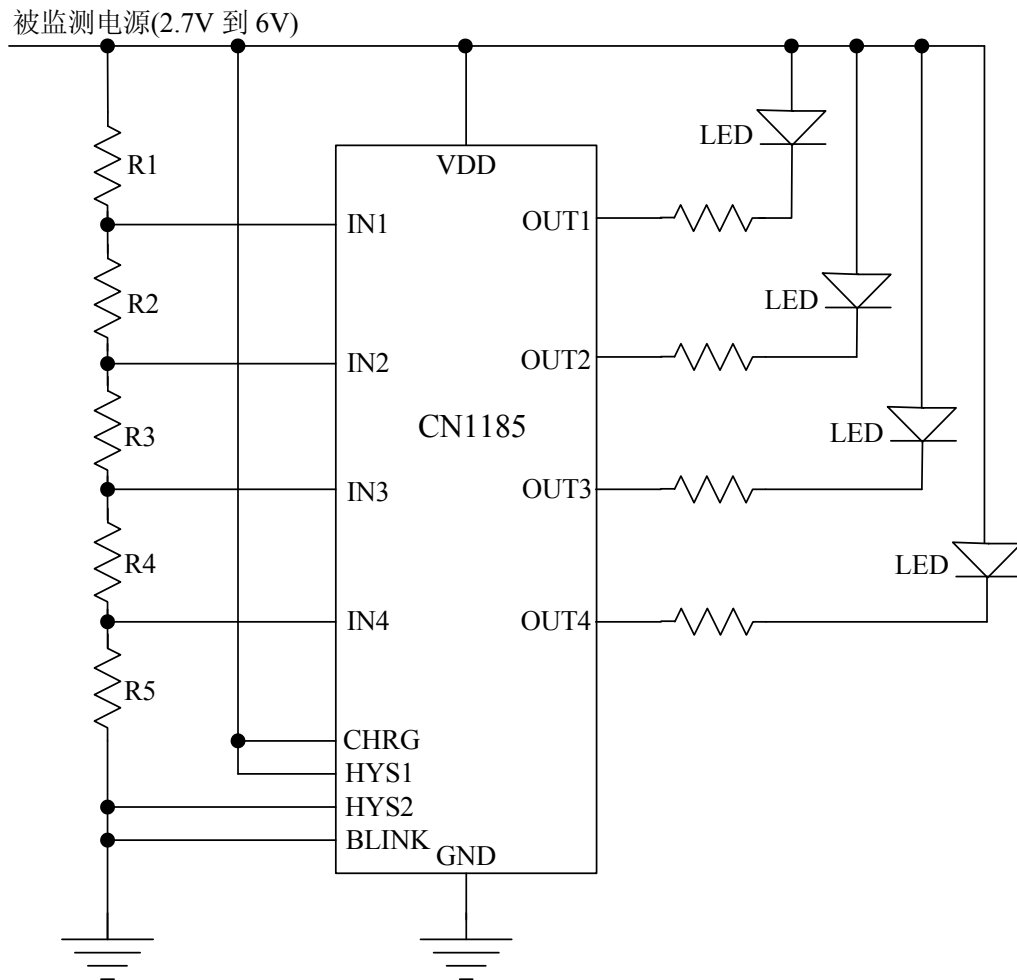 被监测电源(2.7V 到 6V)
LED
VDD
R1
IN1
OUT1
LED
R2
IN2
OUT2
CN1185
LED
R3
IN3
OUT3
LED
R4
IN4
OUT4
R5
CHRG
HYS1
HYS2
BLINK
GND